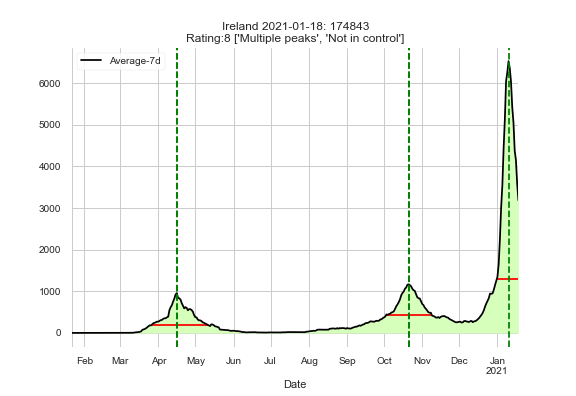 Ireland 2021-01-18: 174843
Rating:8 ['Multiple peaks', 'Not in control']
Average-7d
6000
5000
4000
3000
2000
1000
0
Feb Mar Apr May Jun Jul Aug Sep Oct Nov Dec Jan
2021
Date